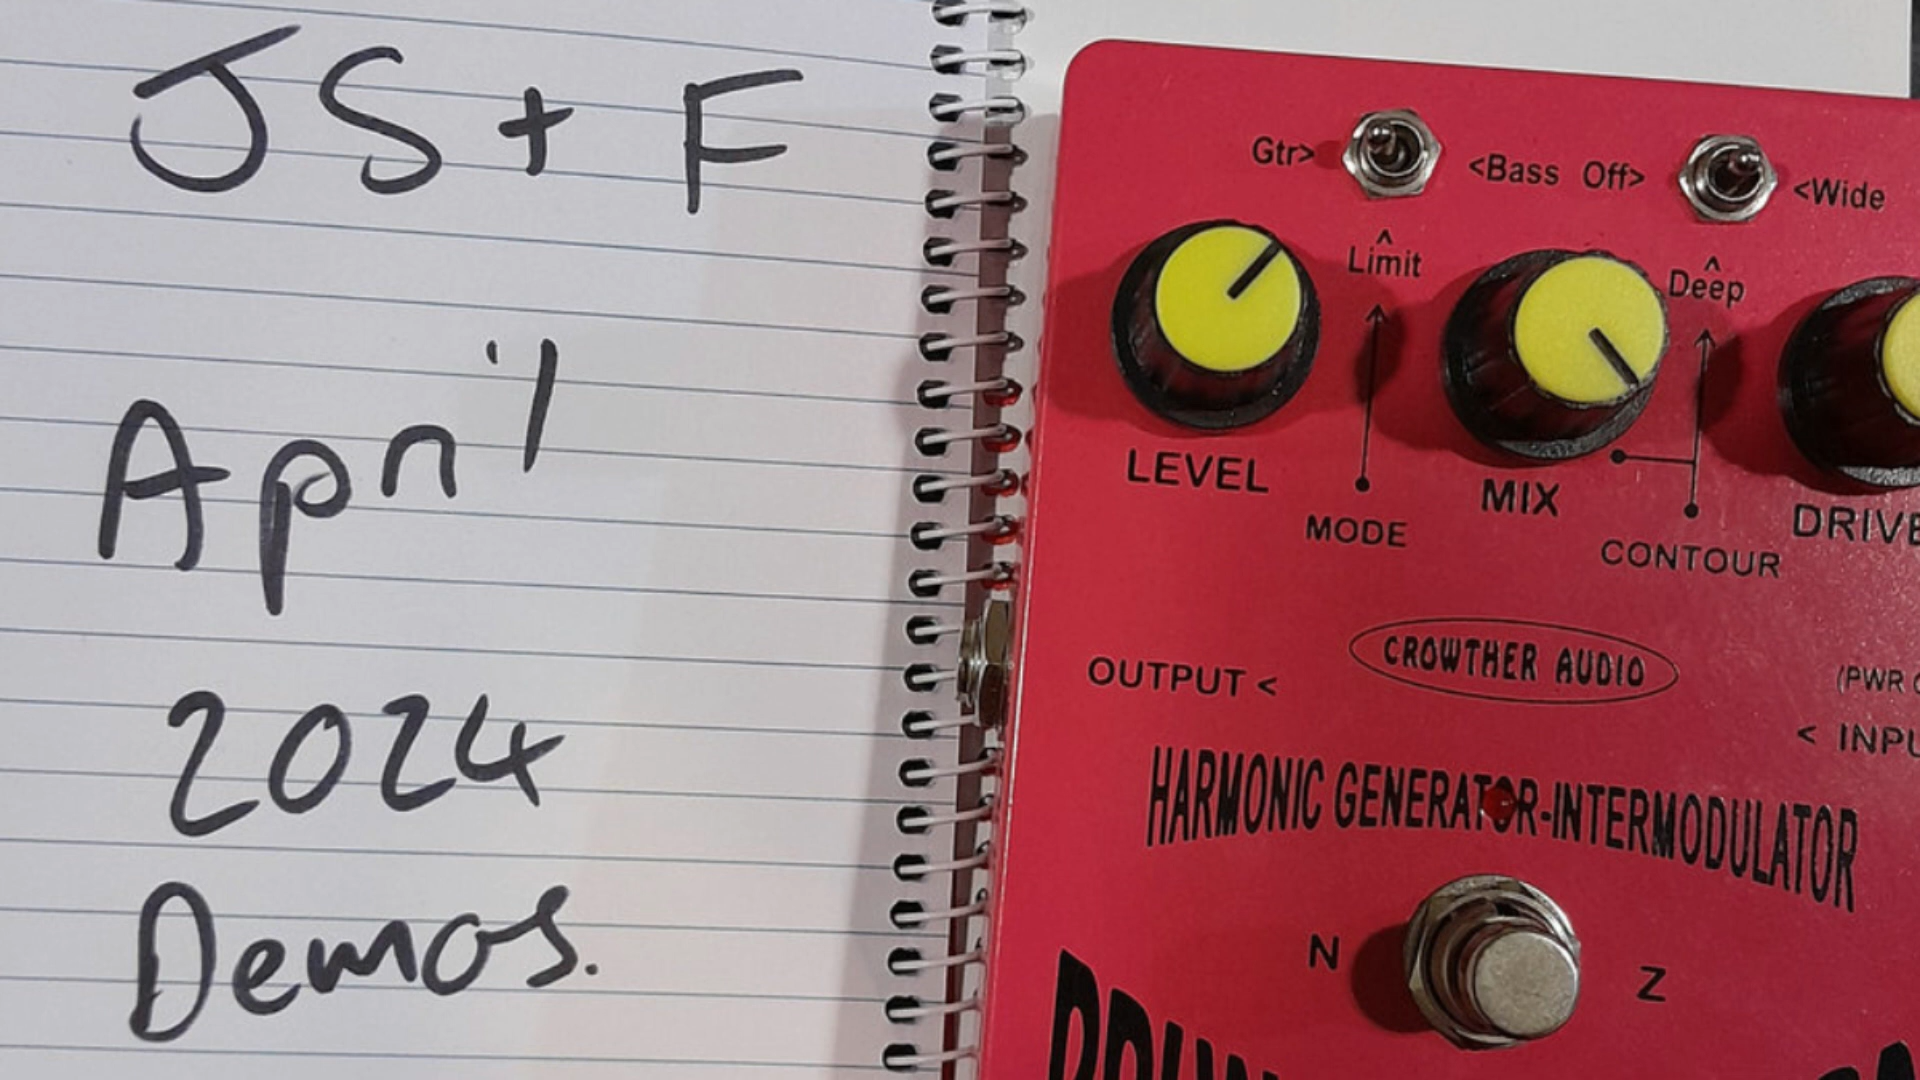 JS + F
April
2024
Demos.
Gtr> <Bass Off> <Wide
^ Limit ^ Deep
LEVEL MIX DRIVE
MODE CONTOUR
CROWTHER AUDIO
OUTPUT < (PWR
< INPU
HARMONIC GENERATOR-INTERMODULATOR
N Z